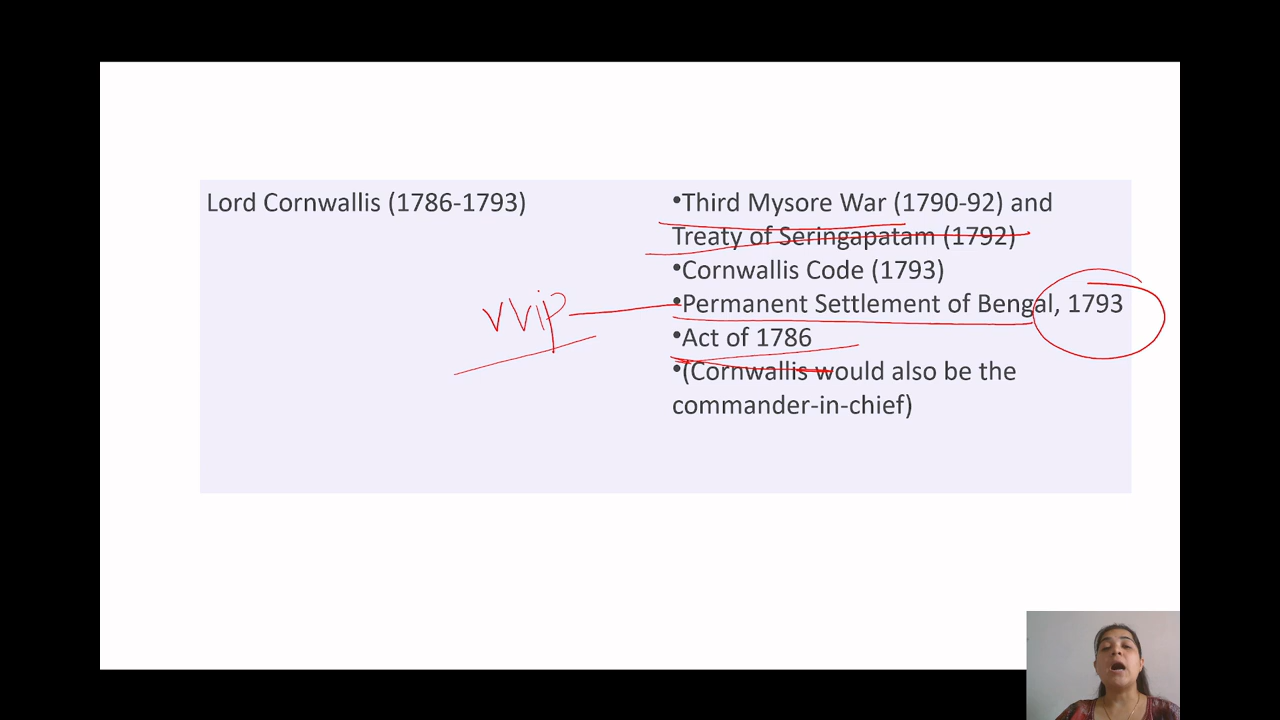 Lord Cornwallis (1786-1793)
•Third Mysore War (1790-92) and
Treaty of Seringapatam (1792)
•Cornwallis Code (1793)
•Permanent Settlement of Bengal, 1793
•Act of 1786
•(Cornwallis would also be the
commander-in-chief)
VVip